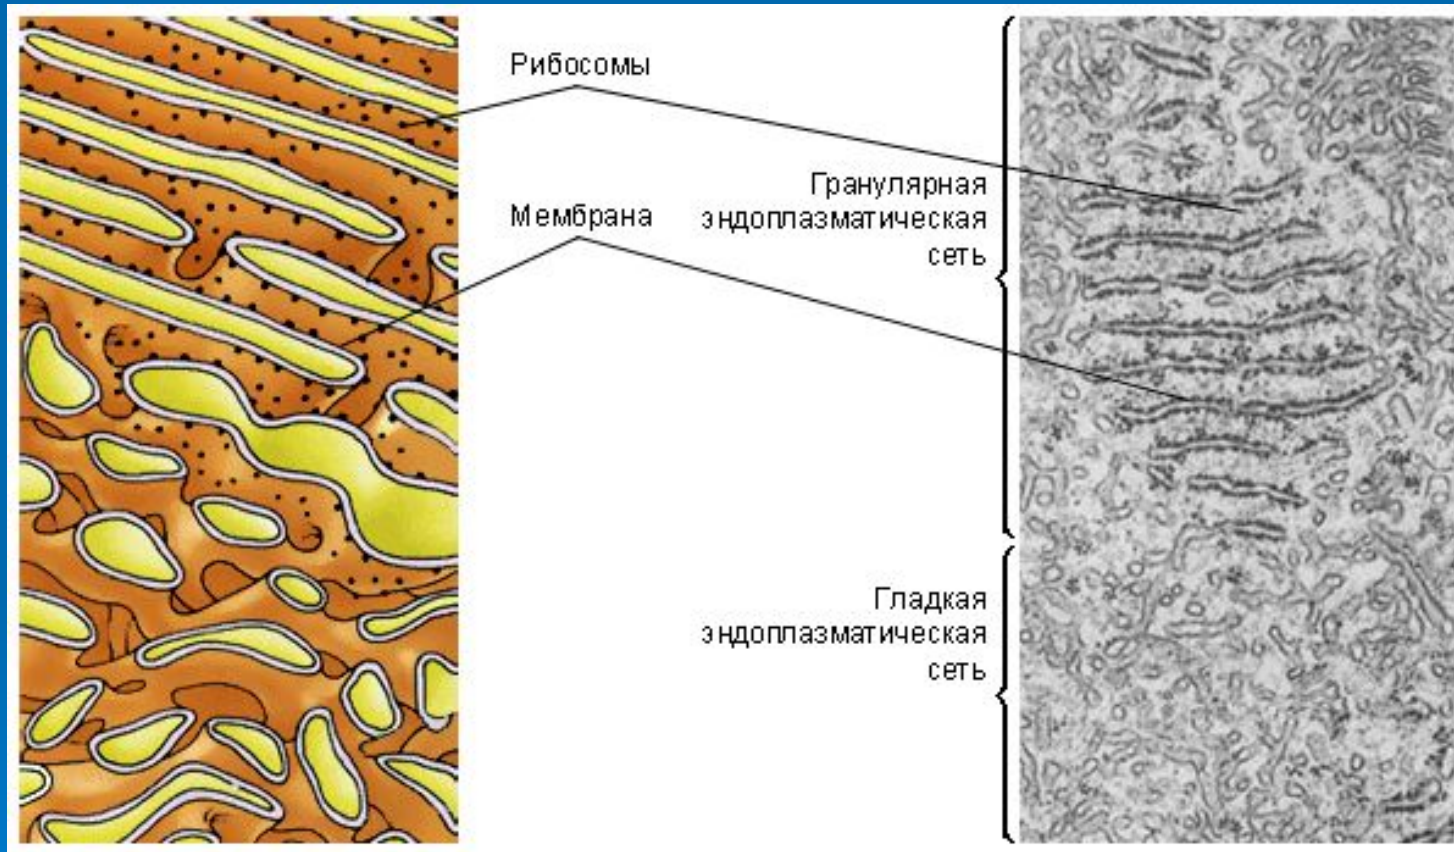 Рибосомы
Гранулярная
эндоплазматическая
сеть
Мембрана
Гладкая
эндоплазматическая
сеть